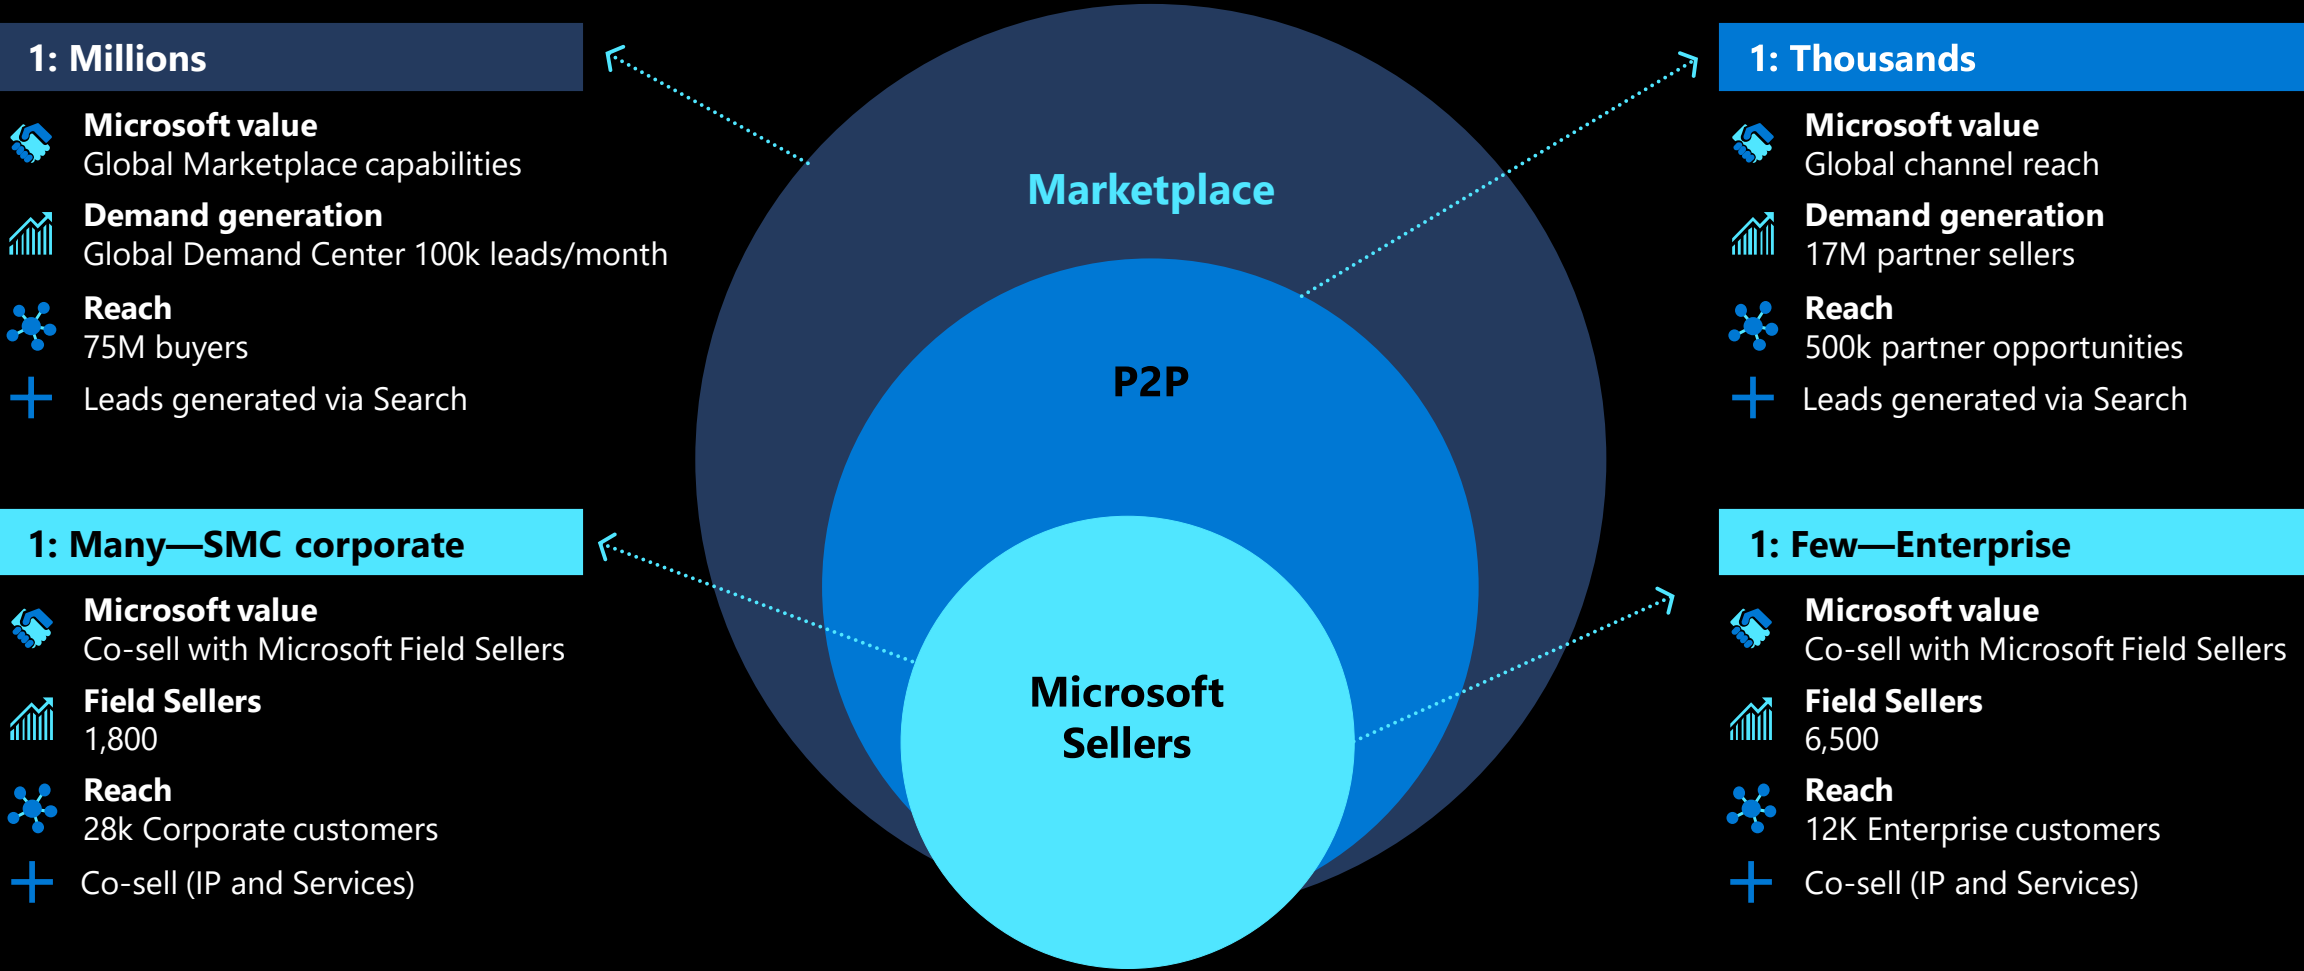 1: Millions
Microsoft value
Global Marketplace capabilities
Demand generation
Global Demand Center 100k leads/month
Reach
75M buyers
Leads generated via Search
1: Many—SMC corporate
Microsoft value
Co-sell with Microsoft Field Sellers
Field Sellers
1,800
Reach
28k Corporate customers
Co-sell (IP and Services)
Marketplace
P2P
Microsoft
Sellers
1: Thousands
Microsoft value
Global channel reach
Demand generation
17M partner sellers
Reach
500k partner opportunities
Leads generated via Search
1: Few—Enterprise
Microsoft value
Co-sell with Microsoft Field Sellers
Field Sellers
6,500
Reach
12K Enterprise customers
Co-sell (IP and Services)